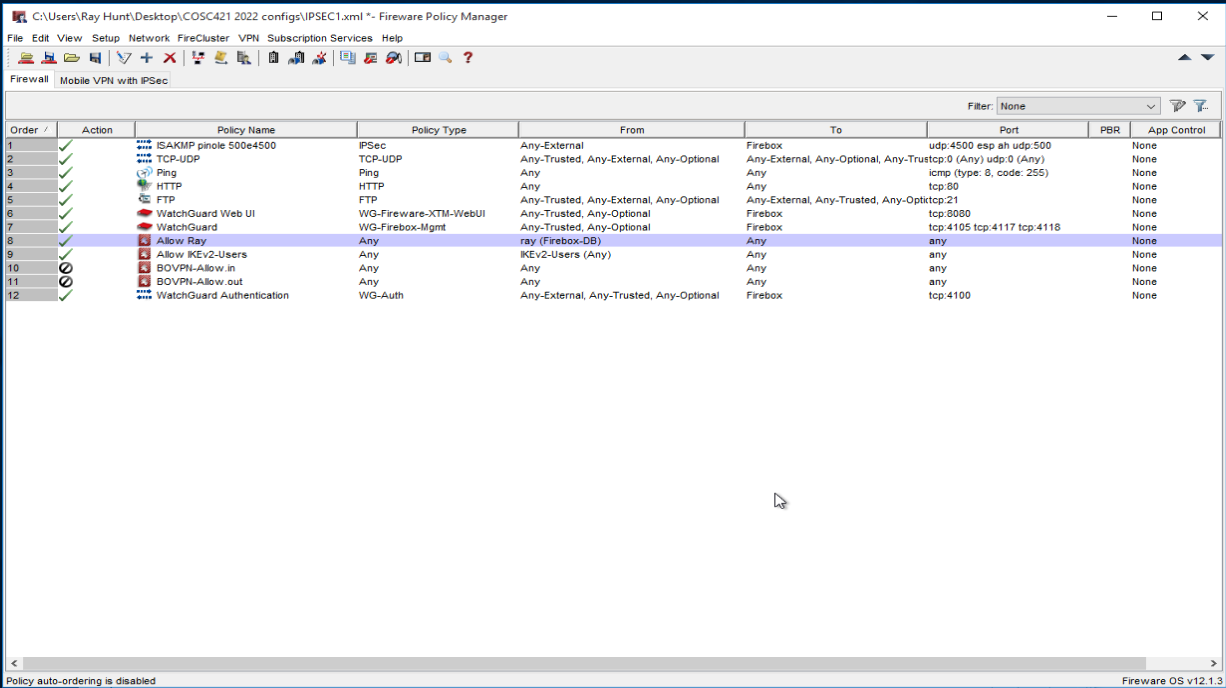 C:\Users\Ray Hunt\Desktop\COSC421 2022 configs\IPSEC1.xml *- Fireware Policy Manager
File Edit View Setup Network FireCluster VPN Subscription Services Help
Firewall Mobile VPN with IPSec
Filter: None
Order / Action Policy Name Policy Type From To Port PBR App Control
1 ISAKMP pinole 500e4500 IPSec Any-External Firebox udp:4500 esp ah udp:500 None
2 TCP-UDP TCP-UDP Any-Trusted, Any-External, Any-Optional Any-External, Any-Optional, Any-Trustcp:0 (Any) udp:0 (Any) None
3 Ping Ping Any Any icmp (type: 8, code: 255) None
4 HTTP HTTP Any Any tcp:80 None
5 FTP FTP Any-Trusted, Any-External, Any-Optional Any-External, Any-Trusted, Any-Optictcp:21 None
6 WatchGuard Web UI WG-Fireware-XTM-WebUI Any-Trusted, Any-Optional Firebox tcp:8080 None
7 WatchGuard WG-Firebox-Mgmt Any-Trusted, Any-Optional Firebox tcp:4105 tcp:4117 tcp:4118 None
8 Allow Ray Any ray (Firebox-DB) Any any None
9 Allow IKEv2-Users Any IKEv2-Users (Any) Any any None
10 BOVPN-Allow.in Any Any Any any None
11 BOVPN-Allow.out Any Any Any any None
12 WatchGuard Authentication WG-Auth Any-External, Any-Trusted, Any-Optional Firebox tcp:4100 None
Policy auto-ordering is disabled Fireware OS v12.1.3